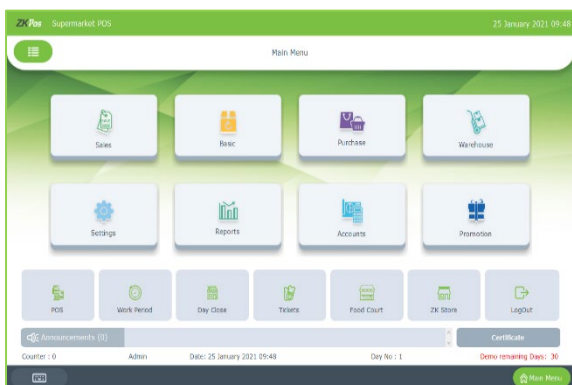 ZKPos Supermarket POS 25 January 2021 09:48
Main Menu
Sales Basic Purchase Warehouse
Settings Reports Accounts Promotion
POS Work Period Day Close Tickets Food Court ZK Store LogOut
Announcements (0) Certificate
Counter : 0 Admin Date: 25 January 2021 09:48 Day No : 1 Demo remaining Days: 36
Main Menu